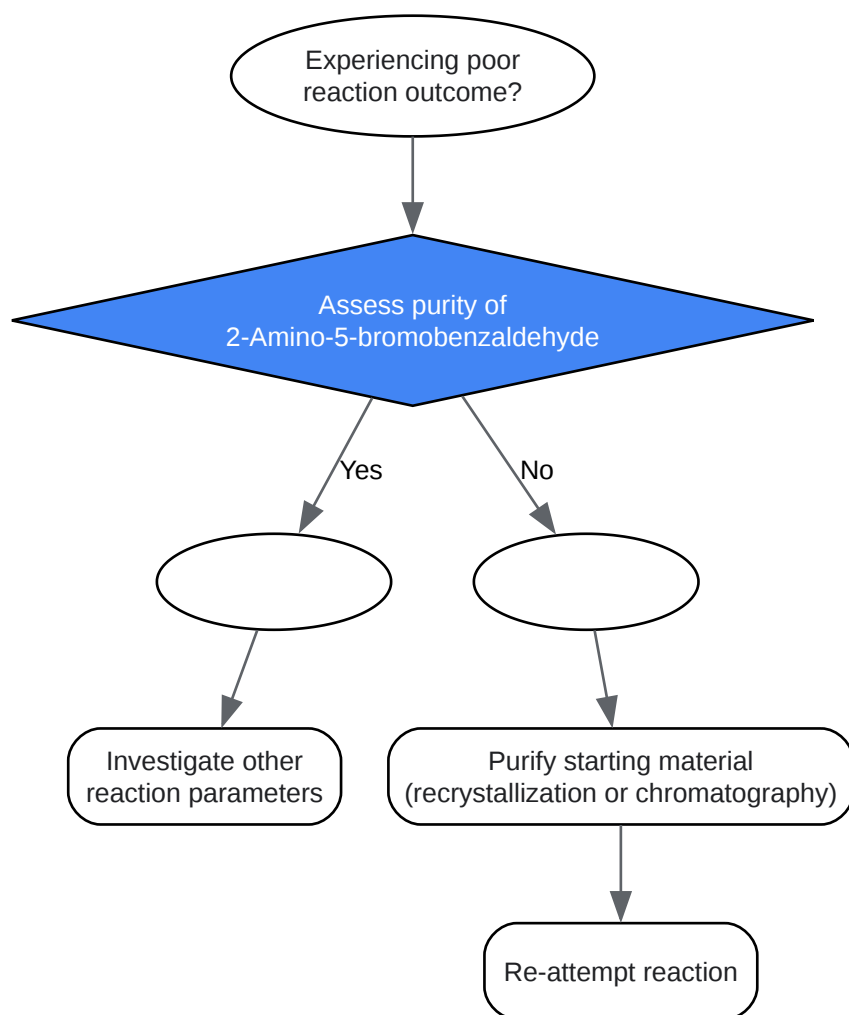 Experiencing poor
reaction outcome?
Assess purity of
2-Amino-5-bromobenzaldehyde
Yes
No
Investigate other
reaction parameters
Purify starting material
(recrystallization or chromatography)
Re-attempt reaction